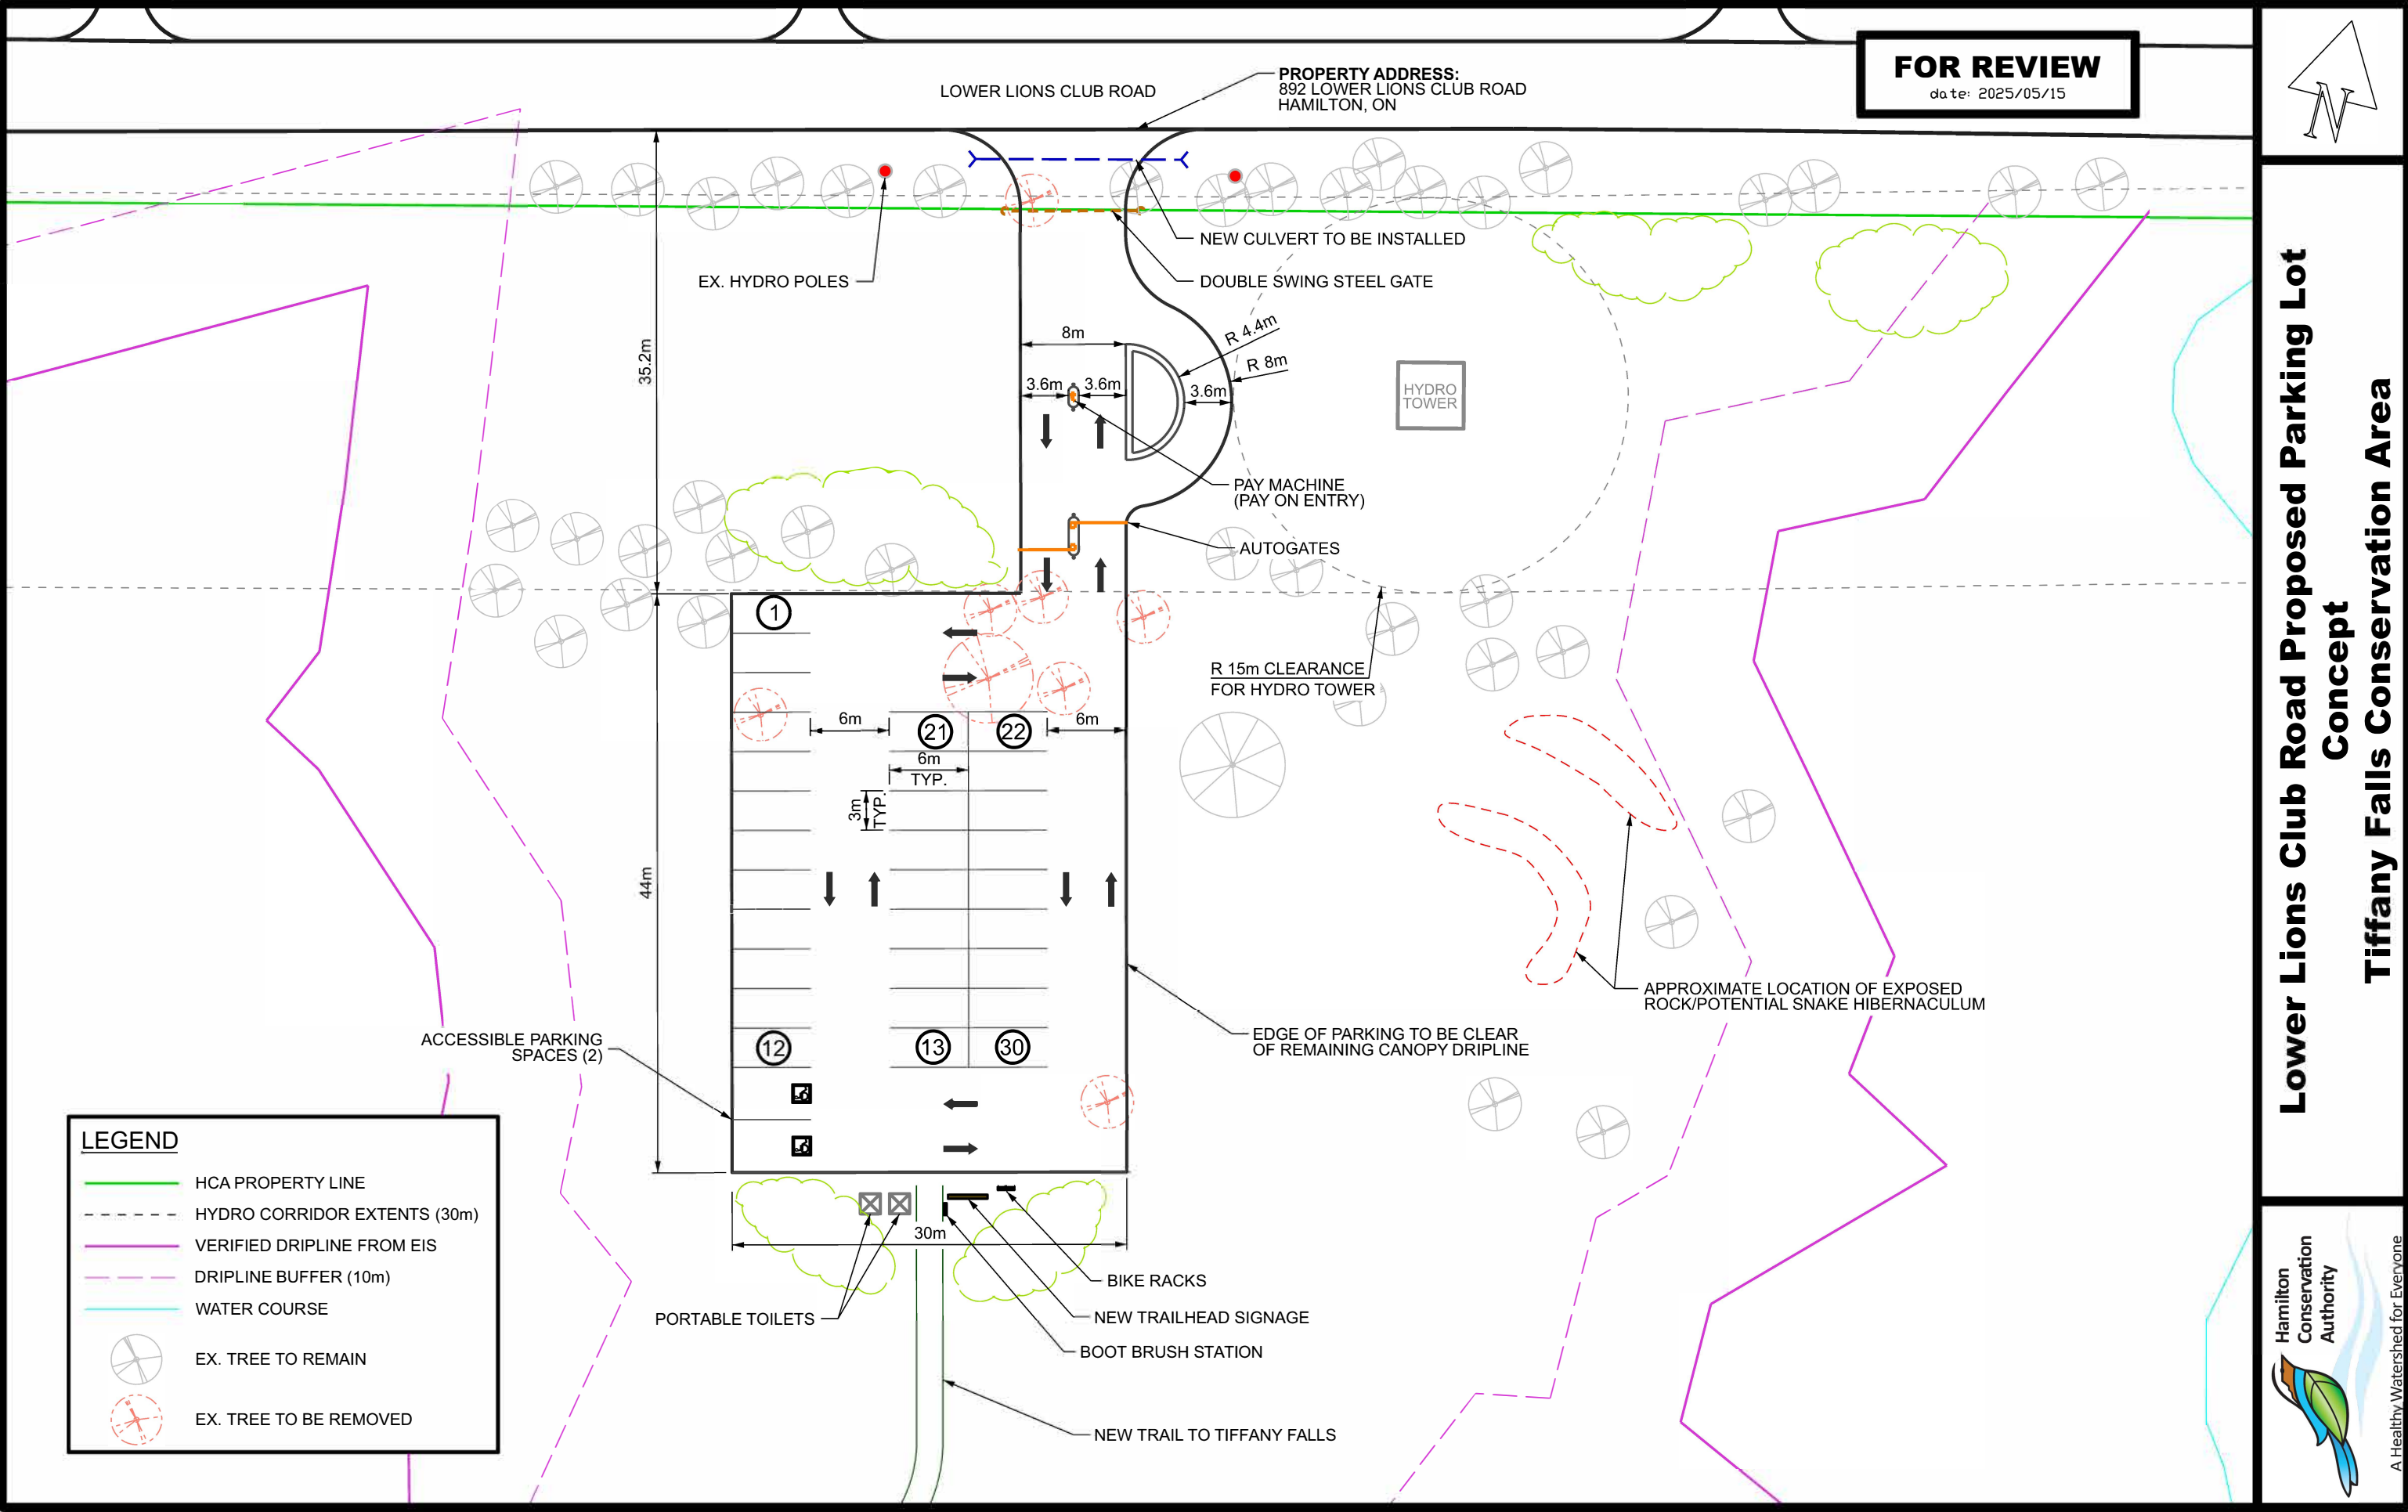 FOR REVIEW
date: 2025/05/15
N
LOWER LIONS CLUB ROAD
PROPERTY ADDRESS:
892 LOWER LIONS CLUB ROAD
HAMILTON, ON
NEW CULVERT TO BE INSTALLED
EX. HYDRO POLES
DOUBLE SWING STEEL GATE
35.2m
8m
R 4.4m
R 8m
3.6m
3.6m
3.6m
HYDRO
TOWER
PAY MACHINE
(PAY ON ENTRY)
AUTOGATES
1
R 15m CLEARANCE
FOR HYDRO TOWER
6m
21
22
6m
6m
TYP.
3m
TYP.
44m
APPROXIMATE LOCATION OF EXPOSED
ROCK/POTENTIAL SNAKE HIBERNACULUM
ACCESSIBLE PARKING
SPACES (2)
12
13
30
EDGE OF PARKING TO BE CLEAR
OF REMAINING CANOPY DRIPLINE
30m
BIKE RACKS
PORTABLE TOILETS
NEW TRAILHEAD SIGNAGE
BOOT BRUSH STATION
NEW TRAIL TO TIFFANY FALLS
LEGEND
HCA PROPERTY LINE
HYDRO CORRIDOR EXTENTS (30m)
VERIFIED DRIPLINE FROM EIS
DRIPLINE BUFFER (10m)
WATER COURSE
EX. TREE TO REMAIN
EX. TREE TO BE REMOVED
Lower Lions Club Road Proposed Parking Lot
Concept
Tiffany Falls Conservation Area
Hamilton
Conservation
Authority
A Healthy Watershed for Everyone